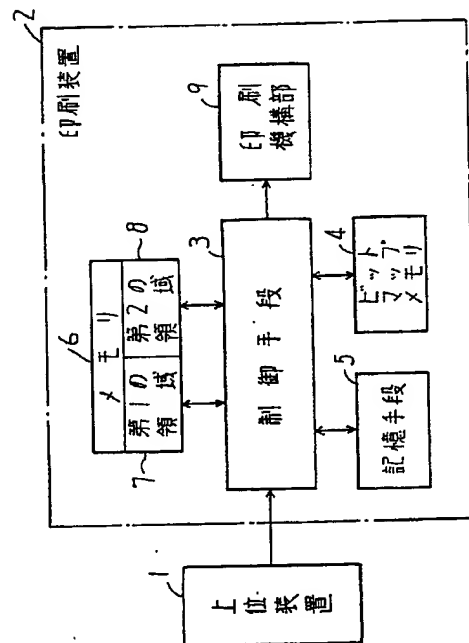 2
印刷装置
6
メモリ
7
第1の
領域
第2の
領域
8
印刷
機構部
9
制御手段
3
ビット
マップ
メモリ
4
記憶手段
5
上位装置
1